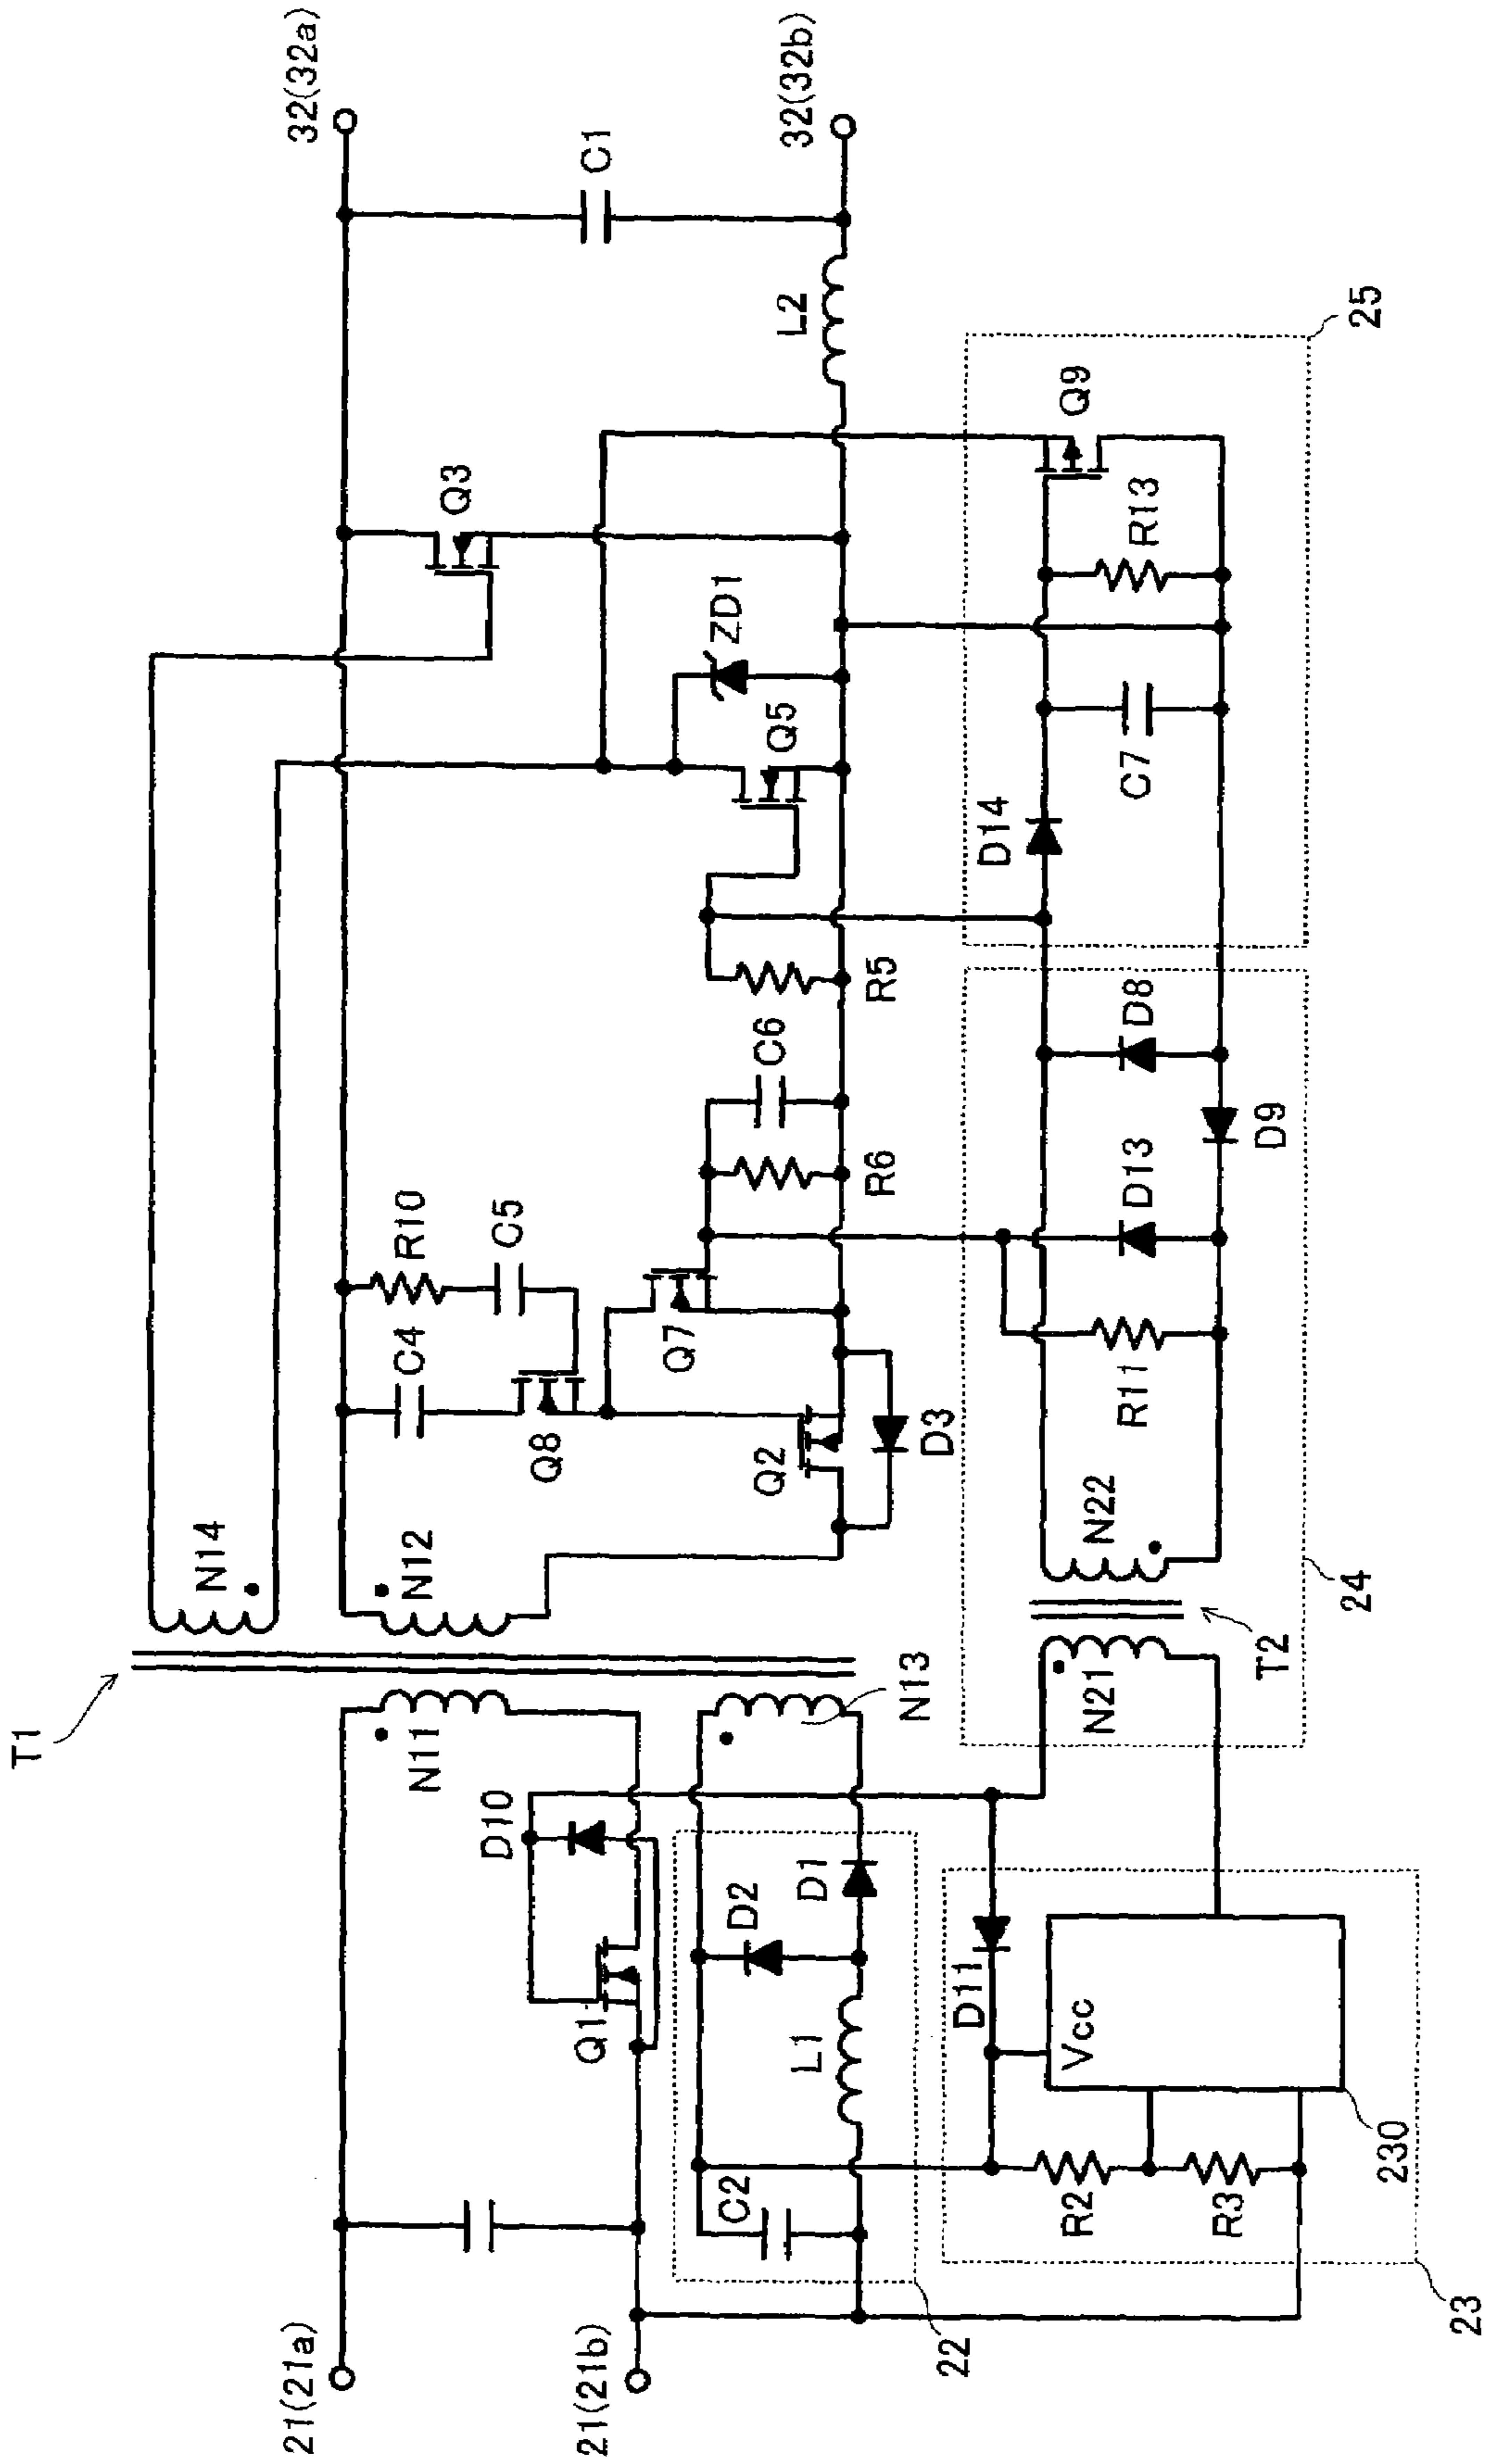 T1
N14
N11
N12
N13
21(21a)
21(21b)
32(32a)
32(32b)
C1
L2
Q3
ZD1
Q5
R5
C6
R6
R10
C5
C4
Q8
Q7
Q2
D3
D10
Q1
D2
D1
L1
C2
22
D11
Vcc
R2
R3
230
23
N21
N22
T2
24
R11
D13
D8
D9
D14
C7
R13
Q9
25